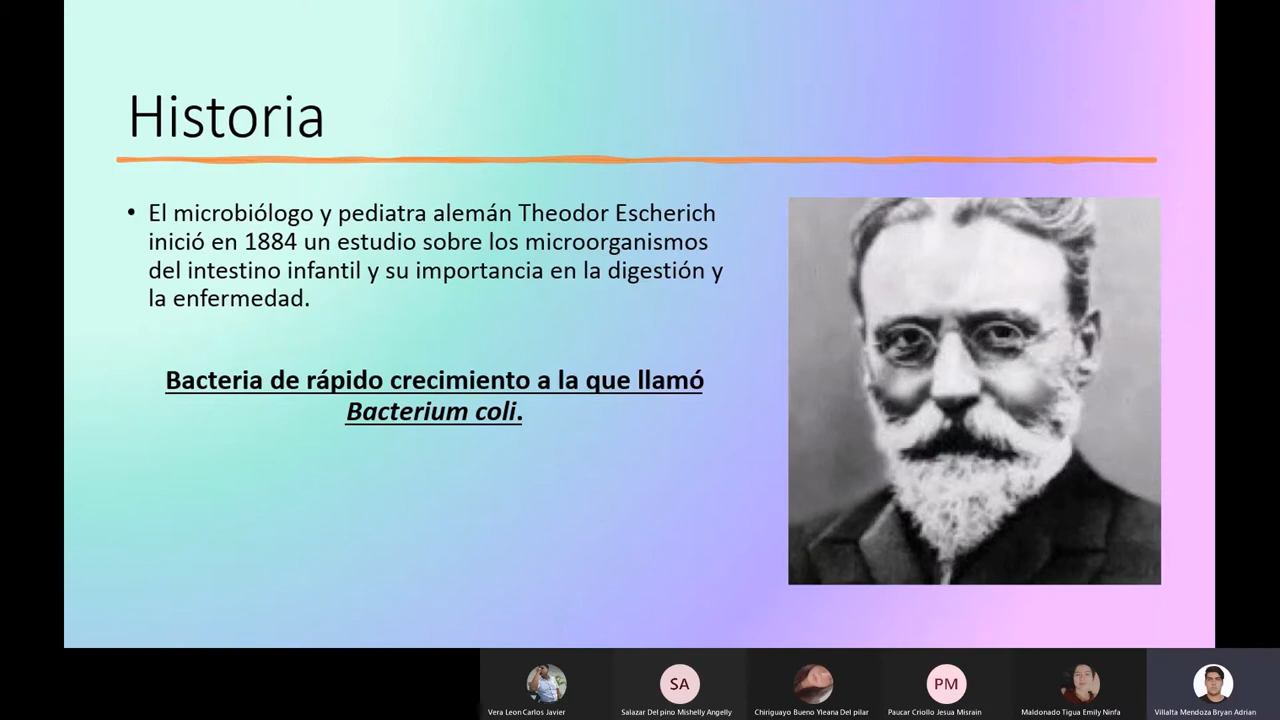 Historia
• El microbiólogo y pediatra alemán Theodor Escherich
inició en 1884 un estudio sobre los microorganismos
del intestino infantil y su importancia en la digestión y
la enfermedad.
Bacteria de rápido crecimiento a la que llamó
Bacterium coli.
SA
PM
Vera Leon Carlos Javier
Salazar Del pino Mishelly Angelly
Chiriguayo Bueno Yleana Del pilar
Paucar Criollo Jesua Misrain
Maldonado Tigua Emily Ninfa
Villalta Mendoza Bryan Adrian